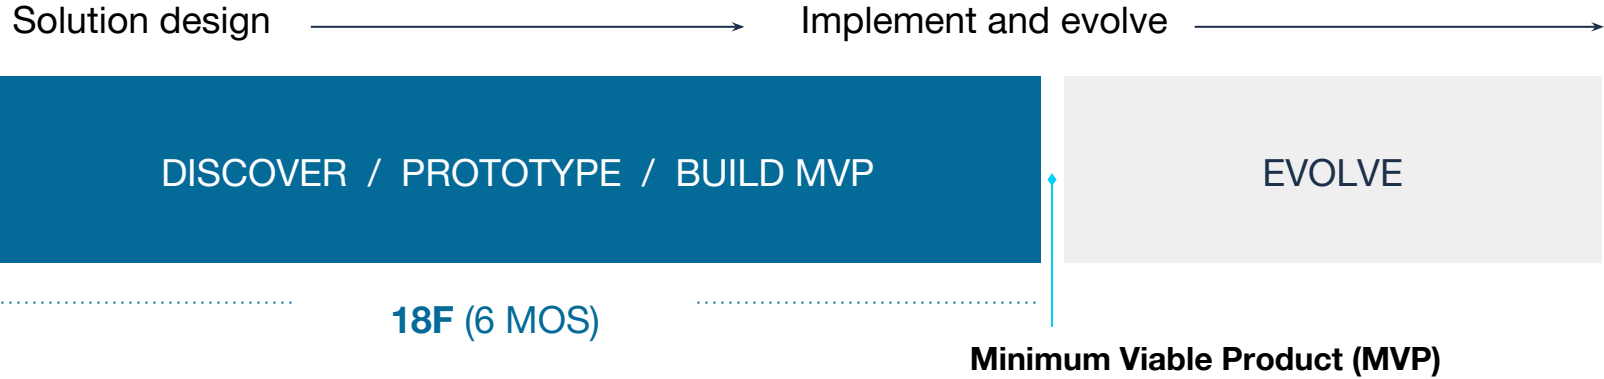 Solution design
Implement and evolve
DISCOVER / PROTOTYPE / BUILD MVP
EVOLVE
18F (6 MOS)
Minimum Viable Product (MVP)